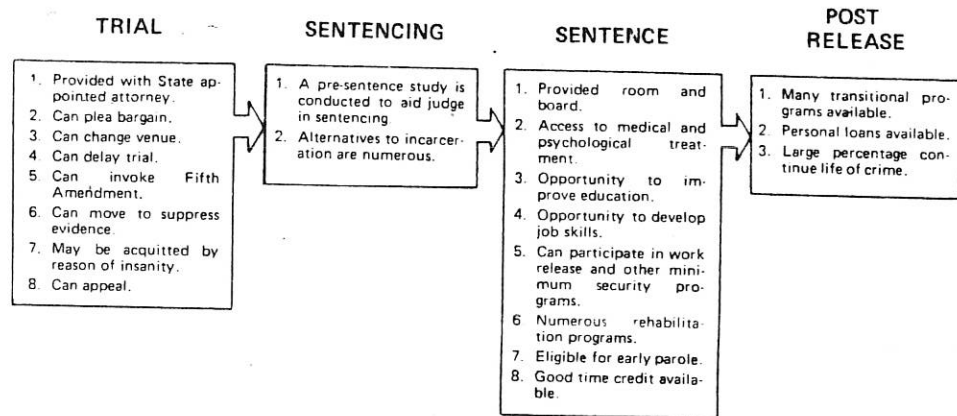 TRIAL
1. Provided with State ap-
pointed attorney.
2. Can plea bargain.
3. Can change venue.
4. Can delay trial.
5. Can invoke Fifth
Amendment.
6. Can move to suppress
evidence.
7. May be acquitted by
reason of insanity.
8. Can appeal.
SENTENCING
1. A pre-sentence study is
conducted to aid judge
in sentencing
2. Alternatives to incarcer-
ation are numerous.
SENTENCE
1. Provided room and
board.
2. Access to medical and
psychological treat-
ment.
3. Opportunity to im-
prove education.
4. Opportunity to develop
job skills.
5. Can participate in work
release and other mini-
mum security pro-
grams.
6 Numerous rehabilita-
tion programs.
7. Eligible for early parole.
8. Good time credit availa-
ble.
POST
RELEASE
1. Many transitional pro-
grams available.
2. Personal loans available.
3. Large percentage con-
tinue life of crime.